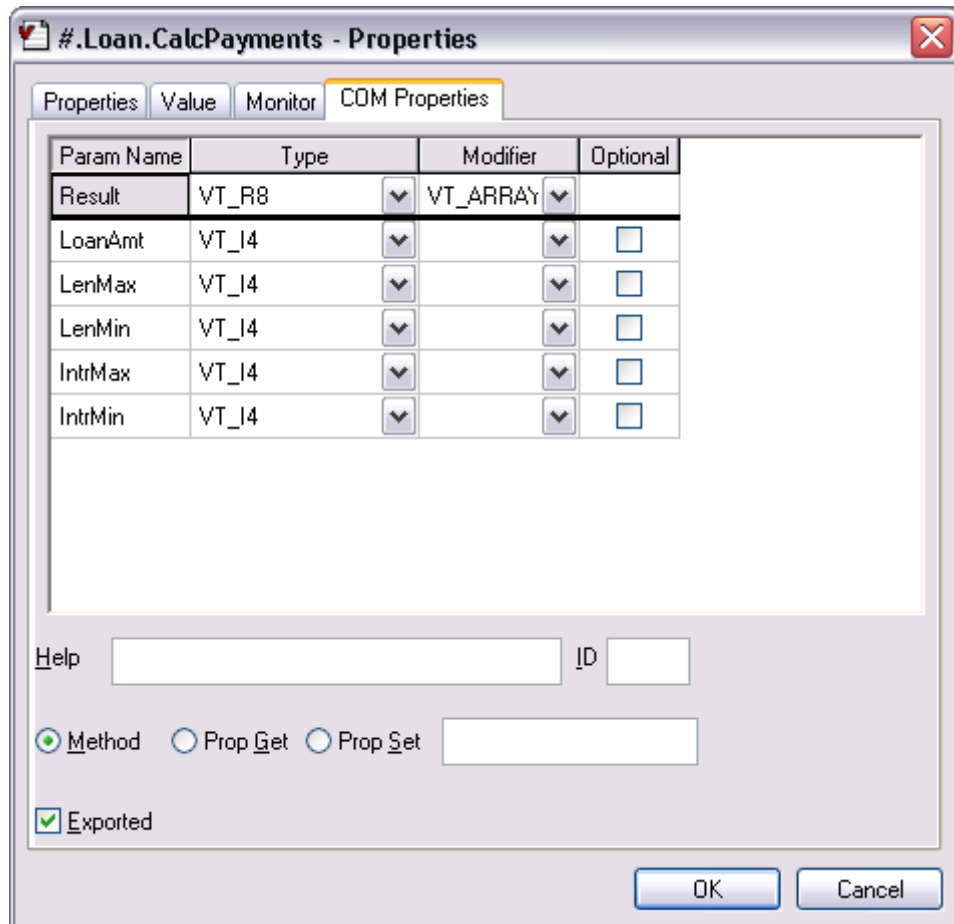 #.Loan.CalcPayments - Properties
Properties Value Monitor COM Properties
Param Name Type Modifier Optional
Result VT_R8 VT_ARRAY
LoanAmt VT_I4
LenMax VT_I4
LenMin VT_I4
IntrMax VT_I4
IntrMin VT_I4
Help ID
Method Prop Get Prop Set
Exported
OK Cancel